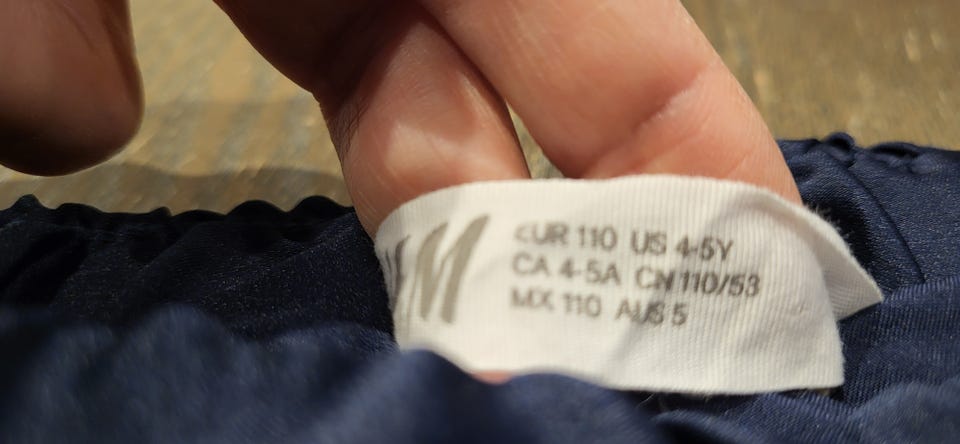 M
EUR 110 US 4-5Y
CA 4-5A CN 110/53
MX 110 AUS 5